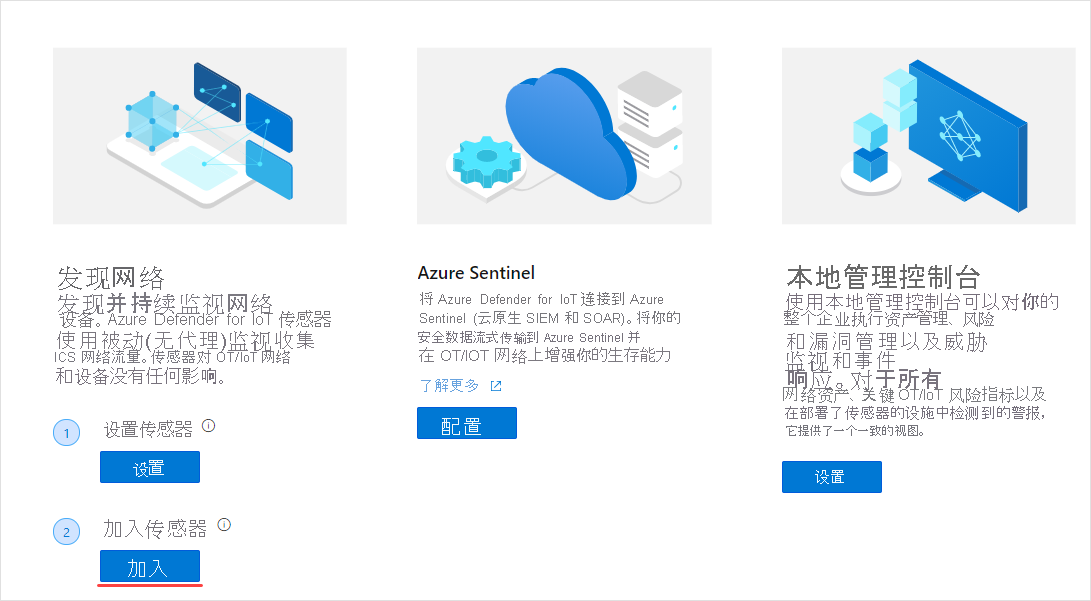 发现网络
发现并持续监视网络
设备。Azure Defender for IoT 传感器
使用被动(无代理)监视收集
ICS 网络流量。传感器对 OT/IoT 网络
和设备没有任何影响。
1 设置传感器
设置
2 加入传感器
加入
Azure Sentinel
将 Azure Defender for IoT 连接到 Azure
Sentinel (云原生 SIEM 和 SOAR)。将你的
安全数据流式传输到 Azure Sentinel 并
在 OT/IOT 网络上增强你的生存能力
了解更多
配置
本地管理控制台
使用本地管理控制台可以对你的
整个企业执行资产管理、风险
和漏洞管理以及威胁
监视和事件
响应。对于所有
网络资产、关键 OT/IoT 风险指标以及
在部署了传感器的设施中检测到的警报，
它提供了一个一致的视图。
设置